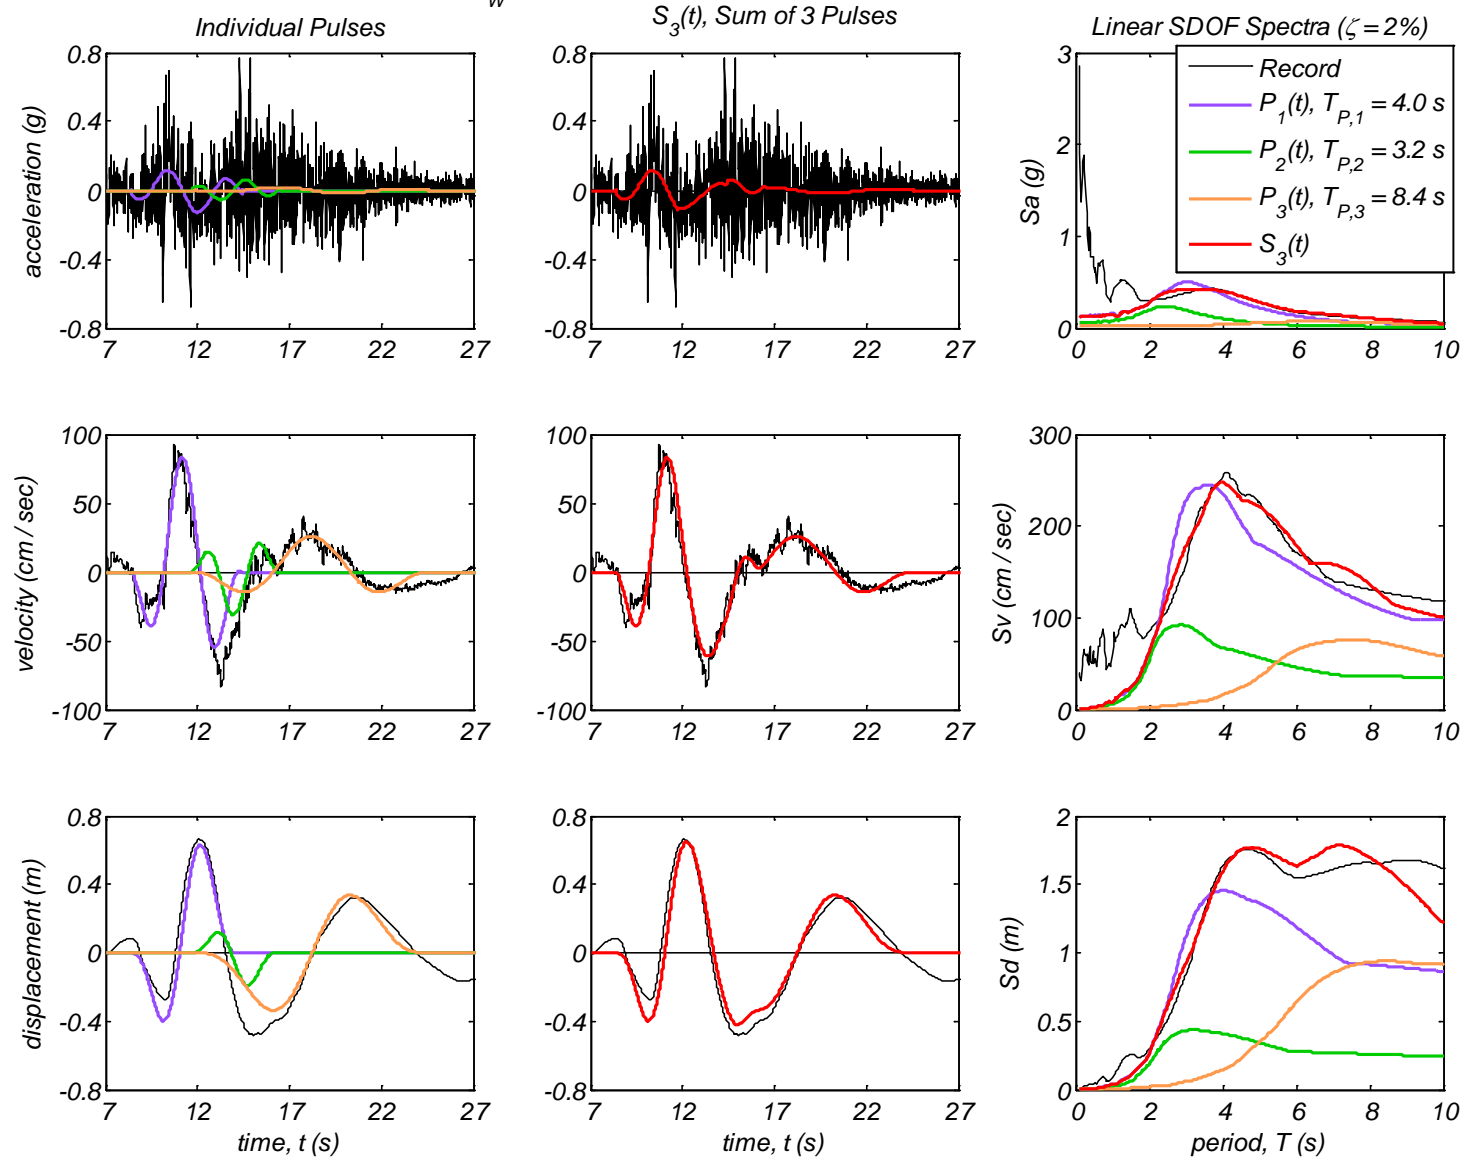 W
Individual Pulses
S3(t), Sum of 3 Pulses
Linear SDOF Spectra (ζ = 2%)
acceleration (g)
0.8
0.4
0
-0.4
-0.8
7 12 17 22 27
0.8
0.4
0
-0.4
-0.8
7 12 17 22 27
Sa (g)
3
2
1
0
0 2 4 6 8 10
Record
P1(t), TP,1 = 4.0 s
P2(t), TP,2 = 3.2 s
P3(t), TP,3 = 8.4 s
S3(t)
velocity (cm / sec)
100
50
0
-50
-100
7 12 17 22 27
100
50
0
-50
-100
7 12 17 22 27
Sv (cm / sec)
300
200
100
0
0 2 4 6 8 10
displacement (m)
0.8
0.4
0
-0.4
-0.8
7 12 17 22 27
time, t (s)
0.8
0.4
0
-0.4
-0.8
7 12 17 22 27
time, t (s)
Sd (m)
2
1.5
1
0.5
0
0 2 4 6 8 10
period, T (s)